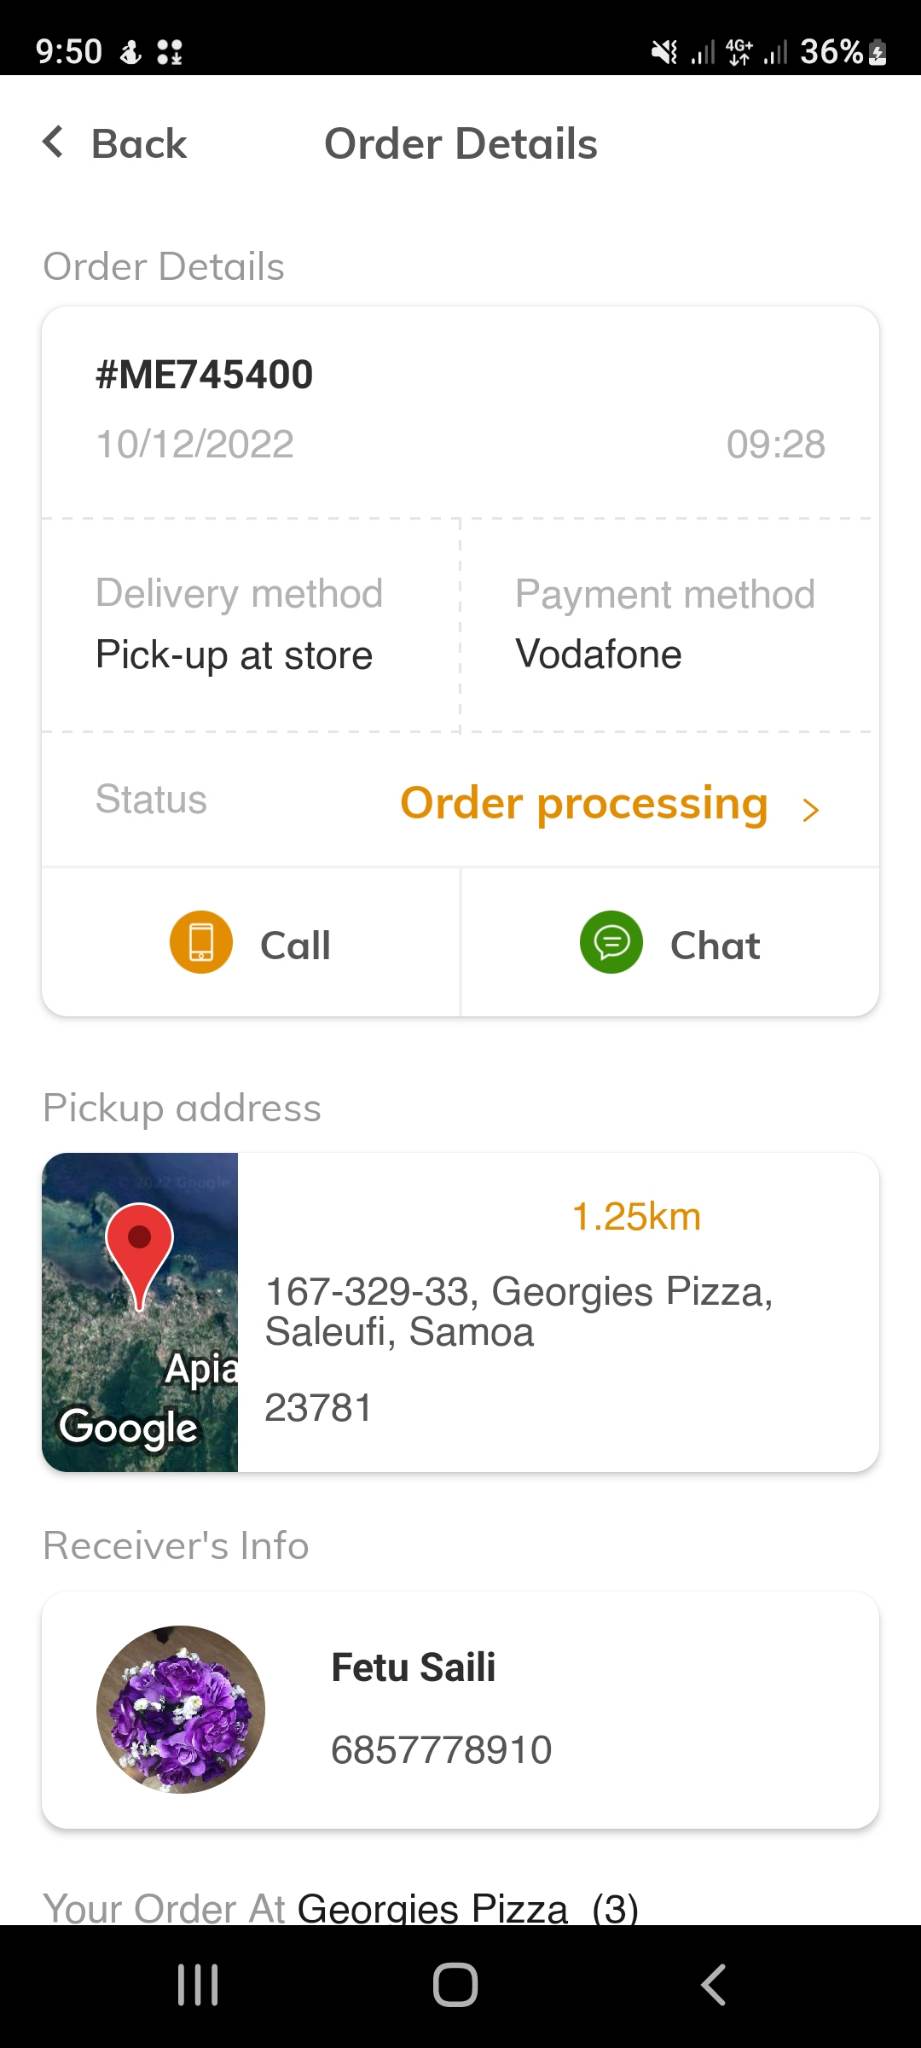 9:50
4G+ 36%
Back Order Details
Order Details
#ME745400
10/12/2022 09:28
Delivery method Payment method
Pick-up at store Vodafone
Status Order processing
Call Chat
Pickup address
© 2022 Google
1.25km
167-329-33, Georgies Pizza,
Saleufi, Samoa
Apia
23781
Google
Receiver's Info
Fetu Saili
6857778910
Your Order At Georgies Pizza (3)